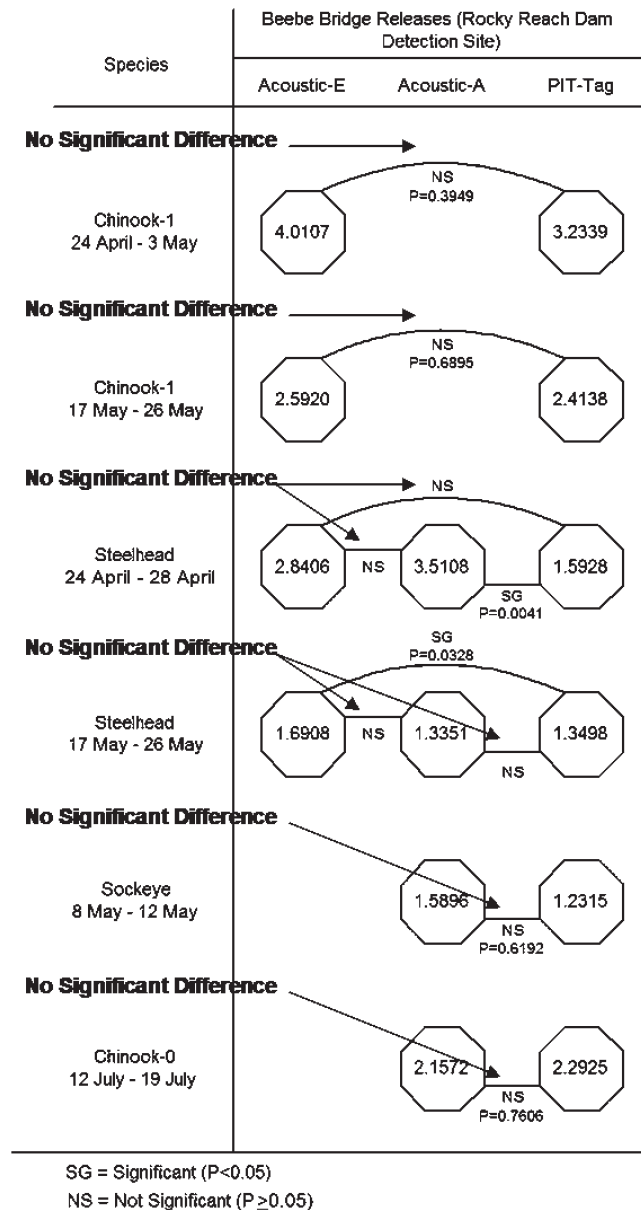 Beebe Bridge Releases (Rocky Reach Dam
Detection Site)
Species
Acoustic-E Acoustic-A PIT-Tag
No Significant Difference
NS
P=0.3949
Chinook-1
24 April - 3 May
4.0107 3.2339
No Significant Difference
NS
P=0.6895
Chinook-1
17 May - 26 May
2.5920 2.4138
No Significant Difference
NS
Steelhead
24 April - 28 April
2.8406 NS 3.5108 1.5928
SG
P=0.0041
No Significant Difference
SG
P=0.0328
Steelhead
17 May - 26 May
1.6908 NS 1.3351 NS 1.3498
No Significant Difference
Sockeye
8 May - 12 May
1.5896 1.2315
NS
P=0.6192
No Significant Difference
Chinook-0
12 July - 19 July
2.1572 2.2925
NS
P=0.7606
SG = Significant (P<0.05)
NS = Not Significant (P ≥0.05)